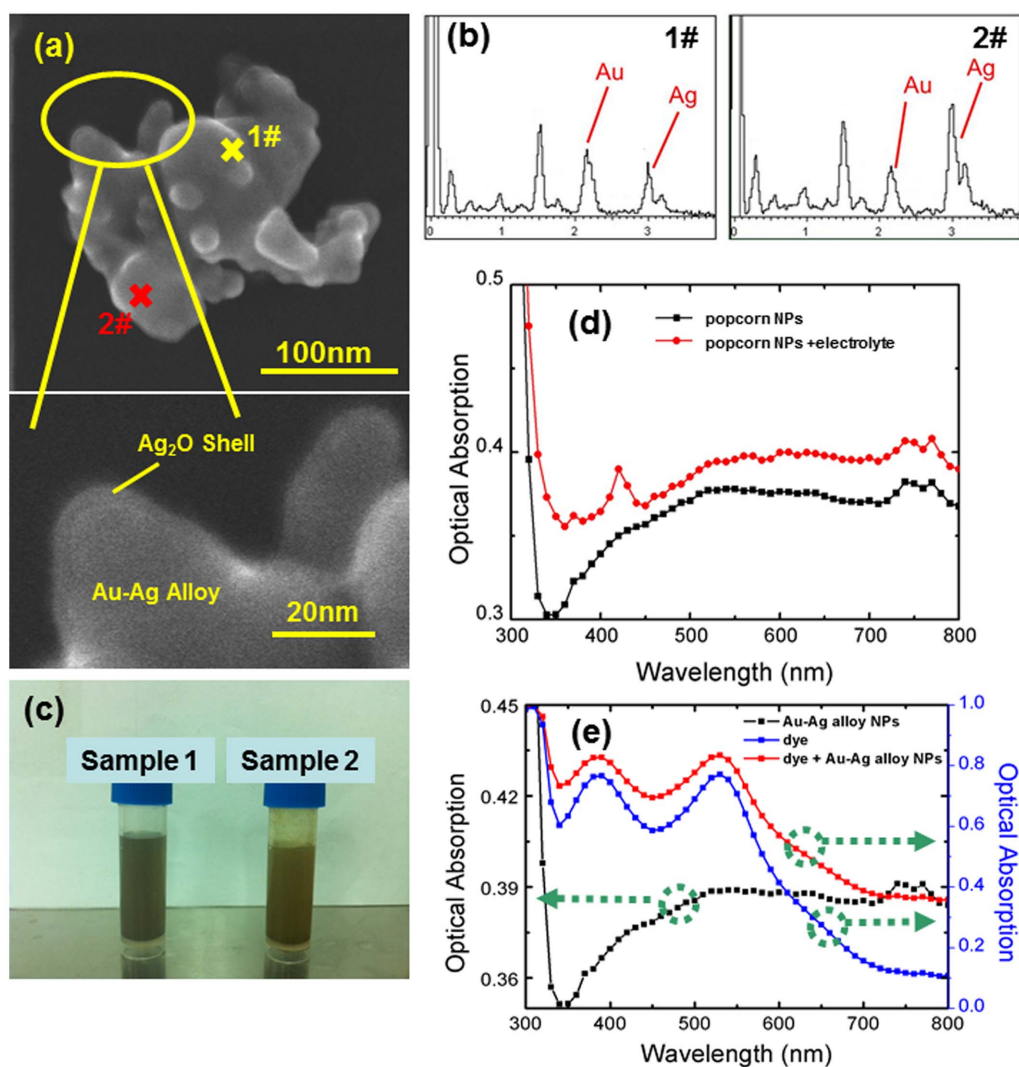 (a)
1#
2#
100nm
Ag₂O Shell
Au-Ag Alloy
20nm
(b)
1#
Au
Ag
0 1 2 3
2#
Au
Ag
0 1 2 3
(c)
Sample 1
Sample 2
(d)
popcorn NPs
popcorn NPs +electrolyte
0.5
0.4
0.3
Optical Absorption
300 400 500 600 700 800
Wavelength (nm)
(e)
Au-Ag alloy NPs
dye
dye + Au-Ag alloy NPs
0.45
0.42
0.39
0.36
Optical Absorption
1.0
0.8
0.6
0.4
0.2
0.0
Optical Absorption
300 400 500 600 700 800
Wavelength (nm)